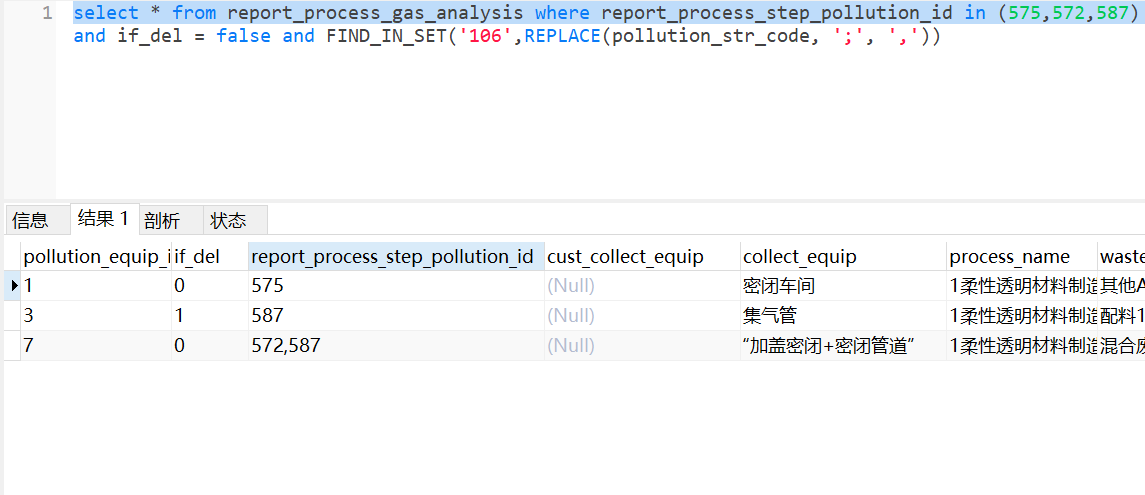 1 select * from report_process_gas_analysis where report_process_step_pollution_id in (575,572,587)
and if_del = false and FIND_IN_SET('106',REPLACE(pollution_str_code, ';', ','))
信息 结果 1 剖析 状态
pollution_equip_i if_del report_process_step_pollution_id cust_collect_equip collect_equip process_name waste
1 0 575 (Null) 密闭车间 1柔性透明材料制造 其他A
3 1 587 (Null) 集气管 1柔性透明材料制造 配料1
7 0 572,587 (Null) “加盖密闭+密闭管道” 1柔性透明材料制造 混合废